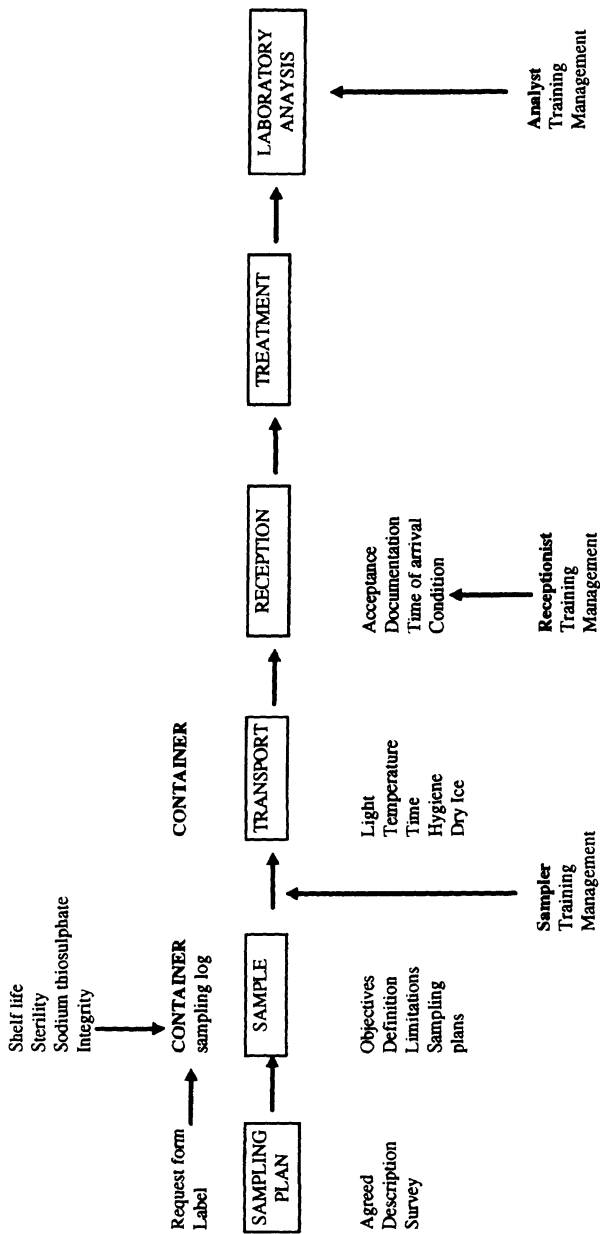 Shelf life
Sterility
Sodium thiosulphate
Integrity
Request form
Label
CONTAINER
sampling log
CONTAINER
SAMPLING
PLAN
SAMPLE
TRANSPORT
RECEPTION
TREATMENT
LABORATORY
ANAYSIS
Agreed
Description
Survey
Objectives
Definition
Limitations
Sampling
plans
Light
Temperature
Time
Hygiene
Dry Ice
Acceptance
Documentation
Time of arrival
Condition
Sampler
Training
Management
Receptionist
Training
Management
Analyst
Training
Management